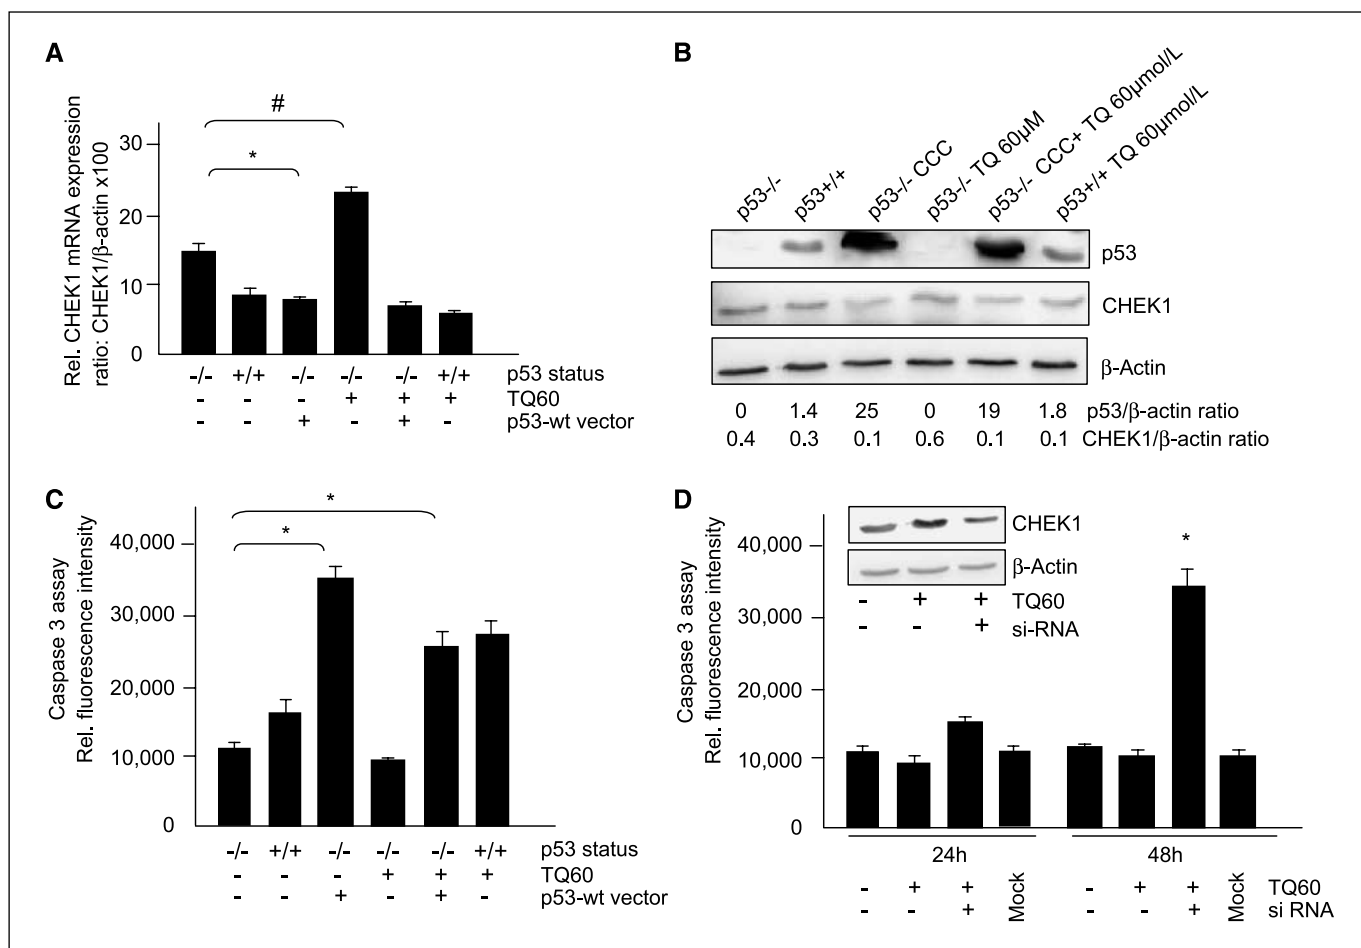 A
#
*
Rel. CHEK1 mRNA expression
ratio: CHEK1/β-actin x100
30
20
10
0
-/- +/+ -/- -/- -/- +/+ p53 status
- - - + + + TQ60
- - + - + - p53-wt vector
B
p53-/-
p53+/+
p53-/- CCC
p53-/- TQ 60µM
p53-/- CCC+ TQ 60µmol/L
p53+/+ TQ 60µmol/L
p53
CHEK1
β-Actin
0 1.4 25 0 19 1.8 p53/β-actin ratio
0.4 0.3 0.1 0.6 0.1 0.1 CHEK1/β-actin ratio
C
*
*
Caspase 3 assay
Rel. fluorescence intensity
40,000
30,000
20,000
10,000
0
-/- +/+ -/- -/- -/- +/+ p53 status
- - - + + + TQ60
- - + - + - p53-wt vector
D
CHEK1
β-Actin
- + + TQ60
- - + si-RNA
*
Caspase 3 assay
Rel. fluorescence intensity
40,000
30,000
20,000
10,000
0
24h 48h
- + + Mock - + + Mock TQ60
- - + - - + si RNA